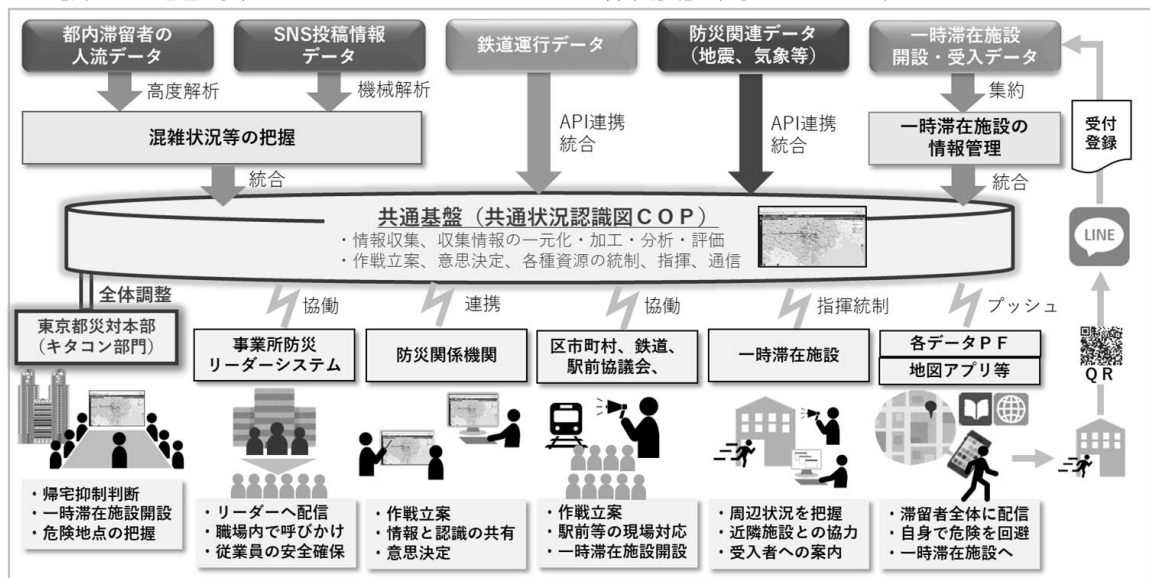 都内滞留者の
人流データ
SNS投稿情報
データ
鉄道運行データ
防災関連データ
（地震、気象等）
一時滞在施設
開設・受入データ
高度解析
機械解析
API連携
統合
API連携
統合
集約
受付
登録
混雑状況等の把握
一時滞在施設の
情報管理
統合
統合
共通基盤（共通状況認識図ＣＯＰ）
・情報収集、収集情報の一元化・加工・分析・評価
・作戦立案、意思決定、各種資源の統制、指揮、通信
LINE
全体調整
協働
連携
協働
指揮統制
プッシュ
東京都災対本部
（キタコン部門）
事業所防災
リーダーシステム
防災関係機関
区市町村、鉄道、
駅前協議会、
一時滞在施設
各データＰＦ
地図アプリ等
ＱＲ
・帰宅抑制判断
・一時滞在施設開設
・危険地点の把握
・リーダーへ配信
・職場内で呼びかけ
・従業員の安全確保
・作戦立案
・情報と認識の共有
・意思決定
・作戦立案
・駅前等の現場対応
・一時滞在施設開設
・周辺状況を把握
・近隣施設との協力
・受入者への案内
・滞留者全体に配信
・自身で危険を回避
・一時滞在施設へ